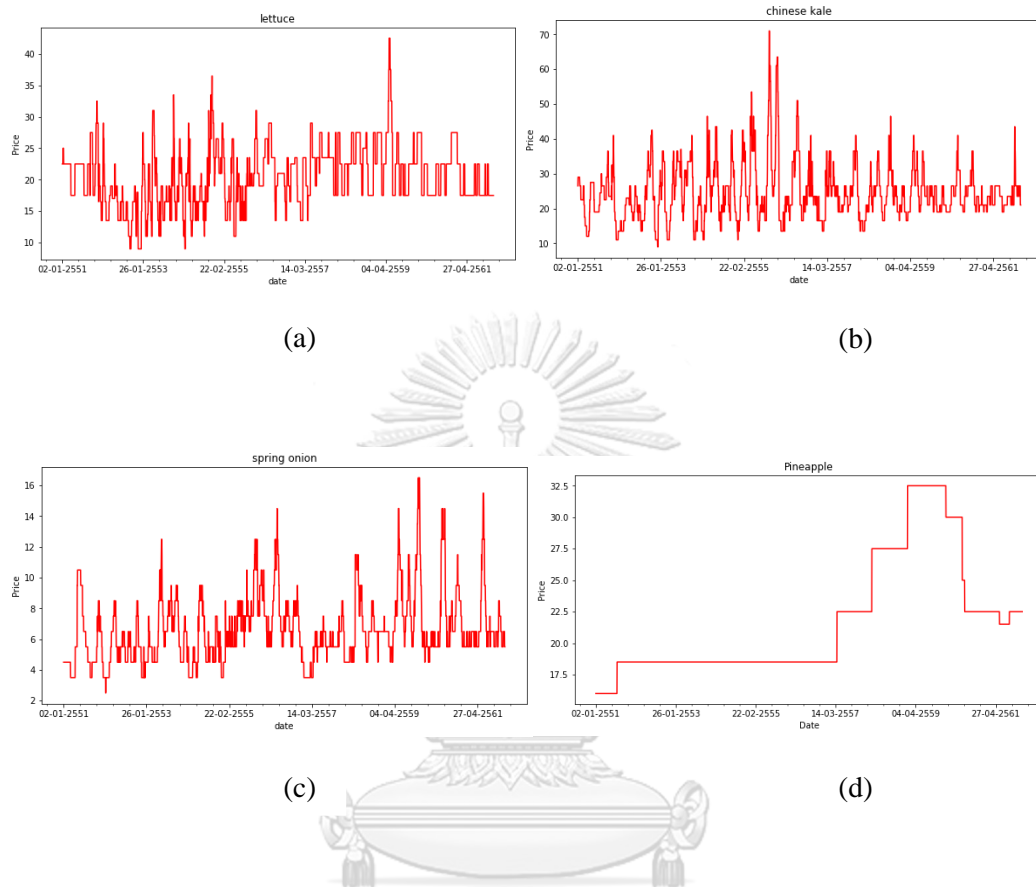 lettuce
Price
40
35
30
25
20
15
10
02-01-2551 26-01-2553 22-02-2555 14-03-2557 04-04-2559 27-04-2561
date
(a)
chinese kale
Price
70
60
50
40
30
20
10
02-01-2551 26-01-2553 22-02-2555 14-03-2557 04-04-2559 27-04-2561
date
(b)
spring onion
Price
16
14
12
10
8
6
4
2
02-01-2551 26-01-2553 22-02-2555 14-03-2557 04-04-2559 27-04-2561
date
(c)
Pineapple
Price
32.5
30.0
27.5
25.0
22.5
20.0
17.5
02-01-2551 26-01-2553 22-02-2555 14-03-2557 04-04-2559 27-04-2561
Date
(d)